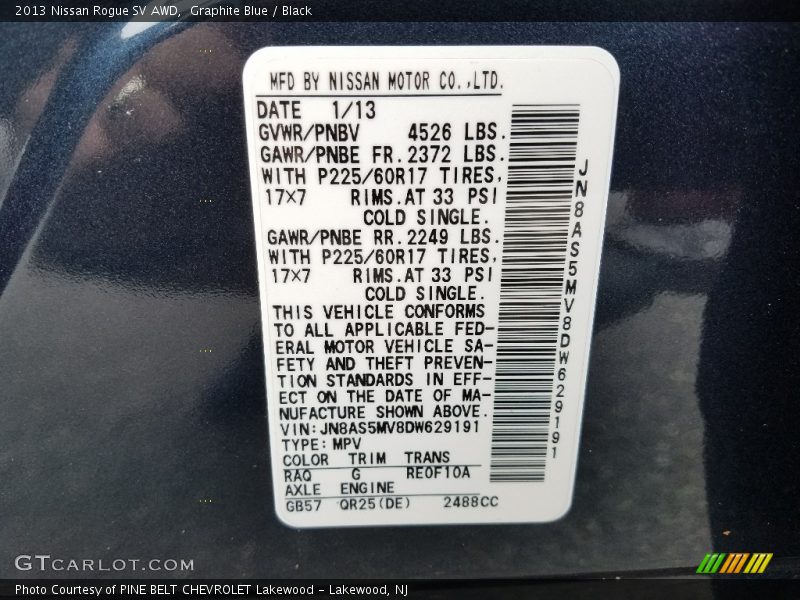 2013 Nissan Rogue SV AWD,  Graphite Blue / Black
MFD BY NISSAN MOTOR CO.,LTD.
DATE 1/13
GVWR/PNBV 4526 LBS.
GAWR/PNBE FR. 2372 LBS.
WITH P225/60R17 TIRES,
17×7 RIMS. AT 33 PSI
COLD SINGLE.
GAWR/PNBE RR. 2249 LBS.
WITH P225/60R17 TIRES,
17×7 RIMS. AT 33 PSI
COLD SINGLE.
THIS VEHICLE CONFORMS
TO ALL APPLICABLE FED-
ERAL MOTOR VEHICLE SA-
FETY AND THEFT PREVEN-
TION STANDARDS IN EFF-
ECT ON THE DATE OF MA-
NUFACTURE SHOWN ABOVE.
VIN:JN8AS5MV8DW629191
TYPE:MPV
COLOR TRIM TRANS
RAQ G RE0F10A
AXLE ENGINE
GB57 QR25(DE) 2488CC
JN8AS5MV8DW629191
GTCARLOT.COM
Photo Courtesy of PINE BELT CHEVROLET Lakewood - Lakewood, NJ